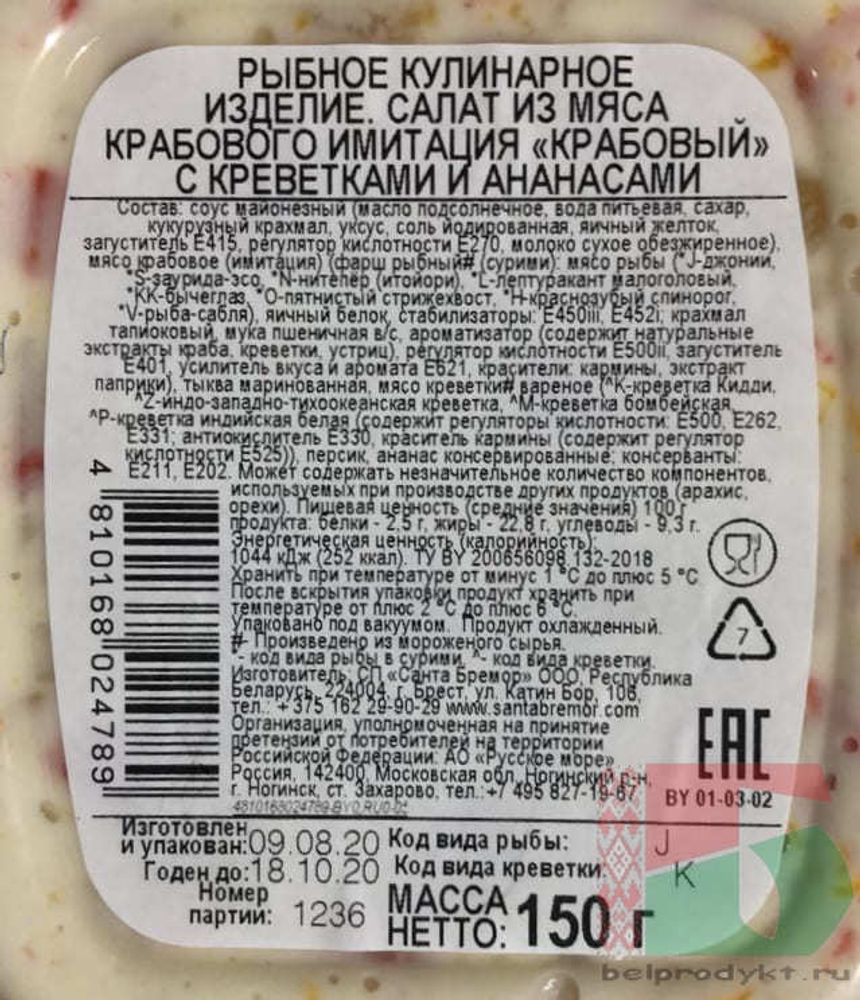 РЫБНОЕ КУЛИНАРНОЕ
ИЗДЕЛИЕ. САЛАТ ИЗ МЯСА
КРАБОВОГО ИМИТАЦИЯ «КРАБОВЫЙ»
С КРЕВЕТКАМИ И АНАНАСАМИ
Состав: соус майонезный (масло подсолнечное, вода питьевая, сахар,
кукурузный крахмал, уксус, соль йодированная, яичный желток,
загуститель Е415, регулятор кислотности Е270, молоко сухое обезжиренное),
мясо крабовое (имитация) (фарш рыбный# (сурими): мясо рыбы (*J-джонии,
*S-заурида-эсо, *N-нитепёр (итойори), *L-лептуракант малоголовый,
*KK-бычеглаз, *O-пятнистый стрижехвост, *H-краснозубый спинорог,
*V-рыба-сабля), яичный белок, стабилизаторы: E450iii, E452i, крахмал
тапиоковый, мука пшеничная в/с, ароматизатор (содержит натуральные
экстракты краба, креветки, устриц), регулятор кислотности E500ii, загуститель
Е401, усилитель вкуса и аромата Е621, красители: кармины, экстракт
паприки), тыква маринованная, мясо креветки# вареное (^K-креветка Кидди,
^Z-индо-западно-тихоокеанская креветка, ^M-креветка бомбейская,
^P-креветка индийская белая (содержит регуляторы кислотности: Е500, Е262,
Е331; антиокислитель Е330, краситель кармины (содержит регулятор
кислотности Е525)), персик, ананас консервированные; консерванты:
Е211, Е202. Может содержать незначительное количество компонентов,
используемых при производстве других продуктов (арахис,
орехи). Пищевая ценность (средние значения) 100 г
продукта: белки - 2,5 г, жиры - 22,8 г, углеводы - 9,3 г.
Энергетическая ценность (калорийность):
1044 кДж (252 ккал). ТУ BY 200656098.132-2018
Хранить при температуре от минус 1 °С до плюс 5 °С.
После вскрытия упаковки продукт хранить при
температуре от плюс 2 °С до плюс 6 °С.
Упаковано под вакуумом. Продукт охлажденный.
#- Произведено из мороженого сырья.
*- код вида рыбы в сурими, ^- код вида креветки.
Изготовитель: СП «Санта Бремор» ООО, Республика
Беларусь, 224004, г. Брест, ул. Катин Бор, 106,
тел.: + 375 162 29-90-29 www.santabremor.com
Организация, уполномоченная на принятие
претензий от потребителей на территории
Российской Федерации: АО «Русское море»
Россия, 142400, Московская обл., Ногинский р-н,
г. Ногинск, ст. Захарово, тел.:+7 495 827-19-67
4810168024789-BY0.RU0-01
4 810168 024789
7
EAC
BY 01-03-02
Изготовлен
и упакован: 09.08.20
Код вида рыбы: J
Годен до: 18.10.20
Код вида креветки: K
Номер
партии: 1236
МАССА
НЕТТО: 150 г
belprodykt.ru